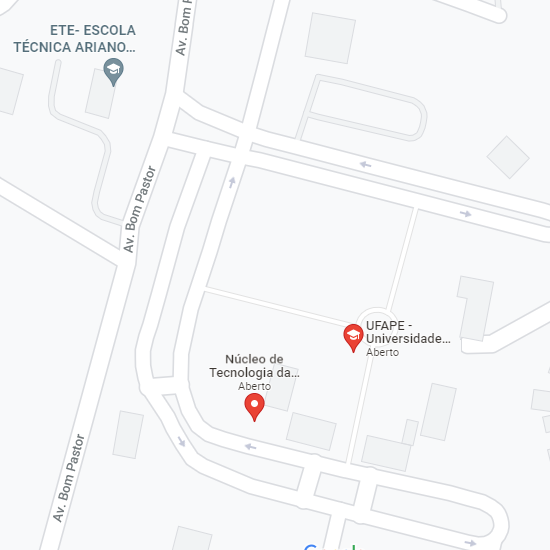 ETE- ESCOLA
TÉCNICA ARIANO...
Av. Bom P
Av. Bom Pastor
UFAPE -
Universidade...
Aberto
Núcleo de
Tecnologia da...
Aberto
Av. Bom Pastor